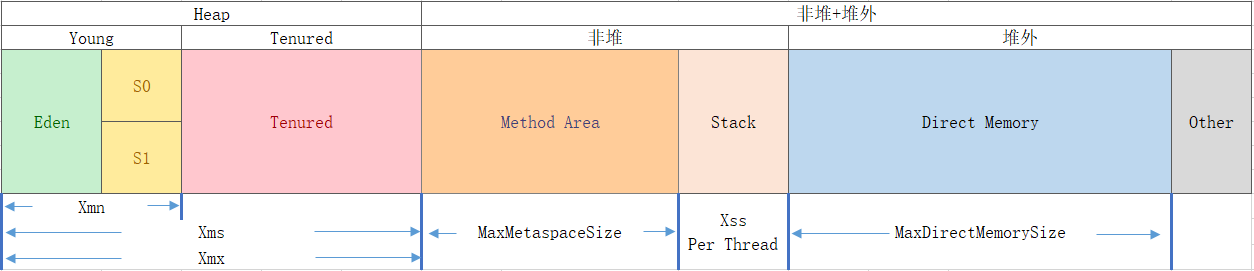 Heap
非堆+堆外
Young
Tenured
非堆
堆外
Eden
S0
S1
Tenured
Method Area
Stack
Direct Memory
Other
Xmn
Xms
Xmx
MaxMetaspaceSize
Xss
Per Thread
MaxDirectMemorySize